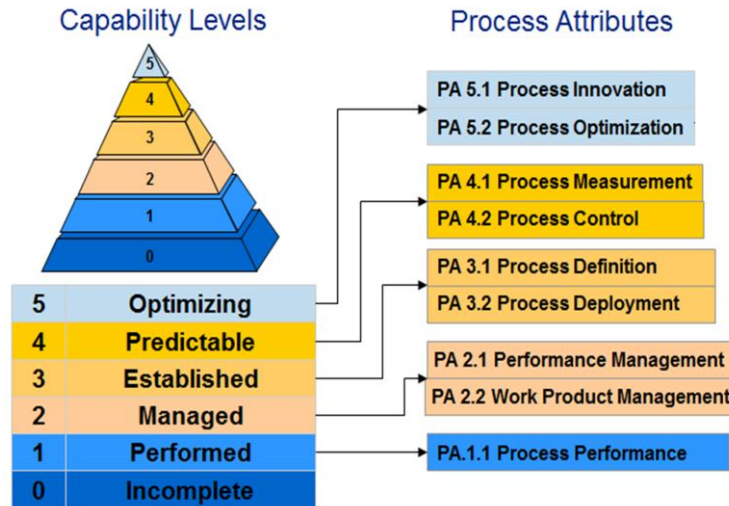 Capability Levels
Process Attributes
5
4
3
2
1
0
5 Optimizing
4 Predictable
3 Established
2 Managed
1 Performed
0 Incomplete
PA 5.1 Process Innovation
PA 5.2 Process Optimization
PA 4.1 Process Measurement
PA 4.2 Process Control
PA 3.1 Process Definition
PA 3.2 Process Deployment
PA 2.1 Performance Management
PA 2.2 Work Product Management
PA.1.1 Process Performance